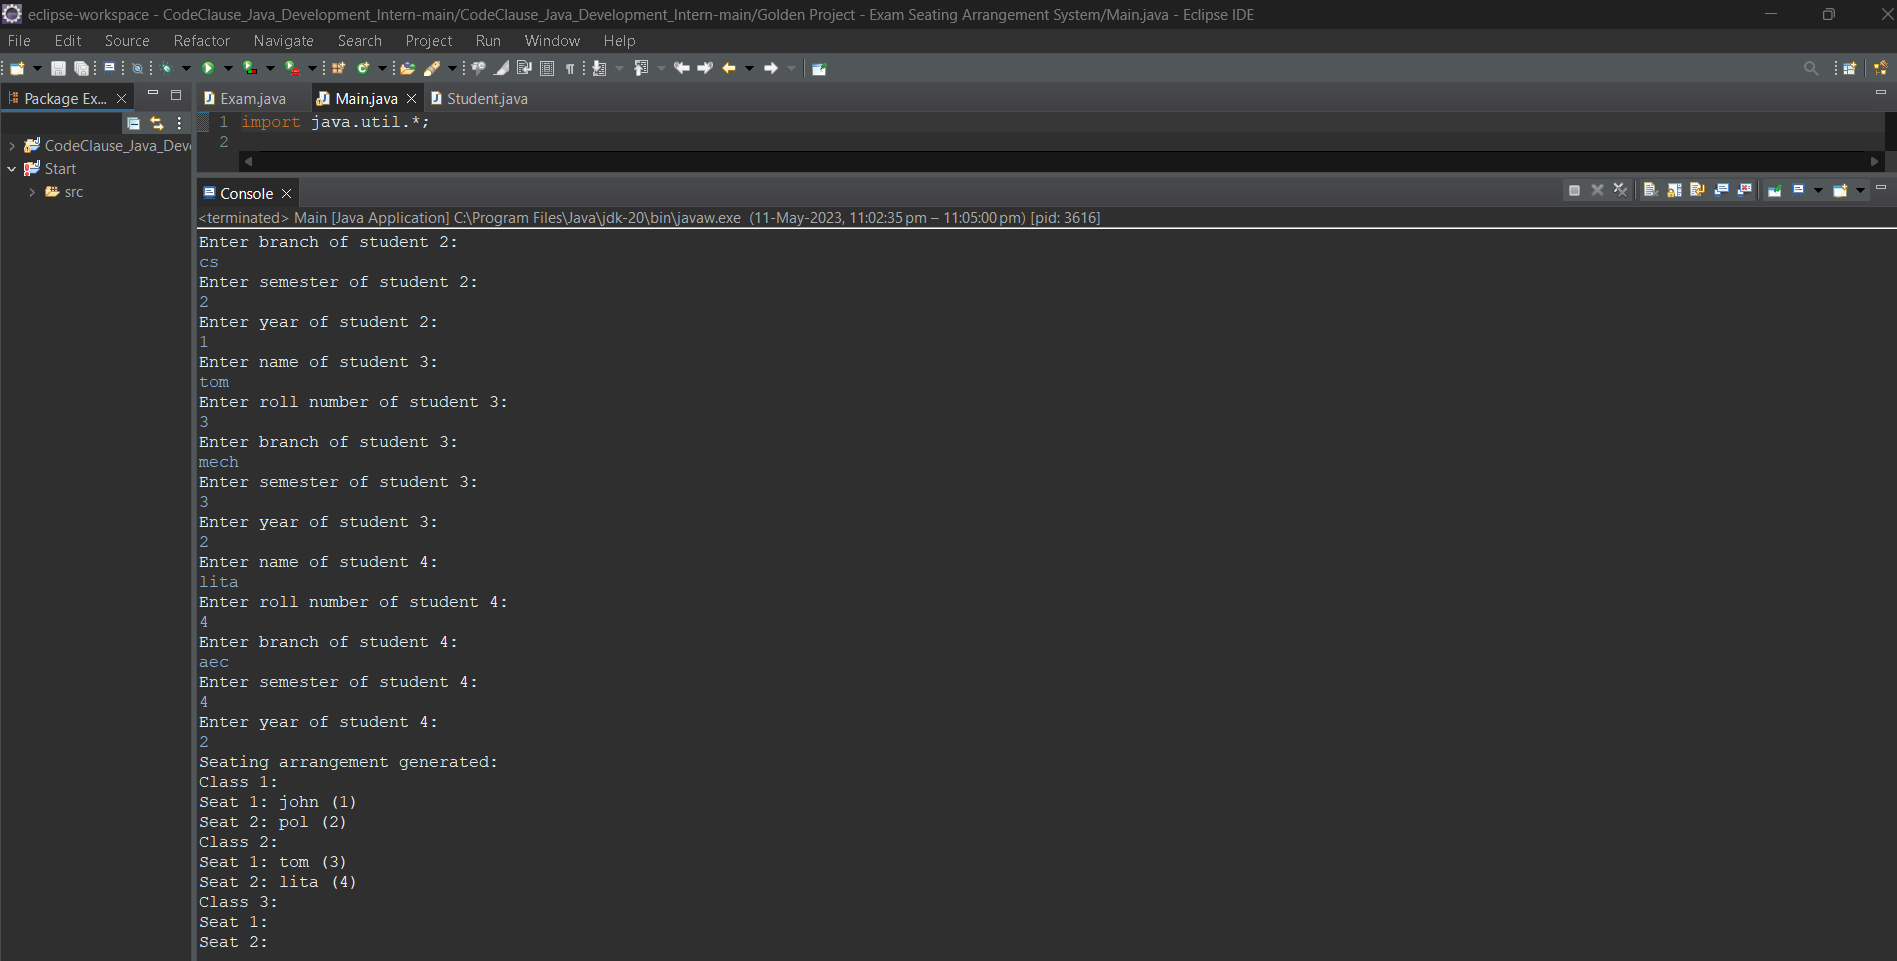 eclipse-workspace - CodeClause_Java_Development_Intern-main/CodeClause_Java_Development_Intern-main/Golden Project - Exam Seating Arrangement System/Main.java - Eclipse IDE
File Edit Source Refactor Navigate Search Project Run Window Help
Package Ex...
Exam.java Main.java Student.java
1 import java.util.*;
2
CodeClause_Java_Deve
Start
src
Console
<terminated> Main [Java Application] C:\Program Files\Java\jdk-20\bin\javaw.exe (11-May-2023, 11:02:35 pm – 11:05:00 pm) [pid: 3616]
Enter branch of student 2:
cs
Enter semester of student 2:
2
Enter year of student 2:
1
Enter name of student 3:
tom
Enter roll number of student 3:
3
Enter branch of student 3:
mech
Enter semester of student 3:
3
Enter year of student 3:
2
Enter name of student 4:
lita
Enter roll number of student 4:
4
Enter branch of student 4:
aec
Enter semester of student 4:
4
Enter year of student 4:
2
Seating arrangement generated:
Class 1:
Seat 1: john (1)
Seat 2: pol (2)
Class 2:
Seat 1: tom (3)
Seat 2: lita (4)
Class 3:
Seat 1:
Seat 2: